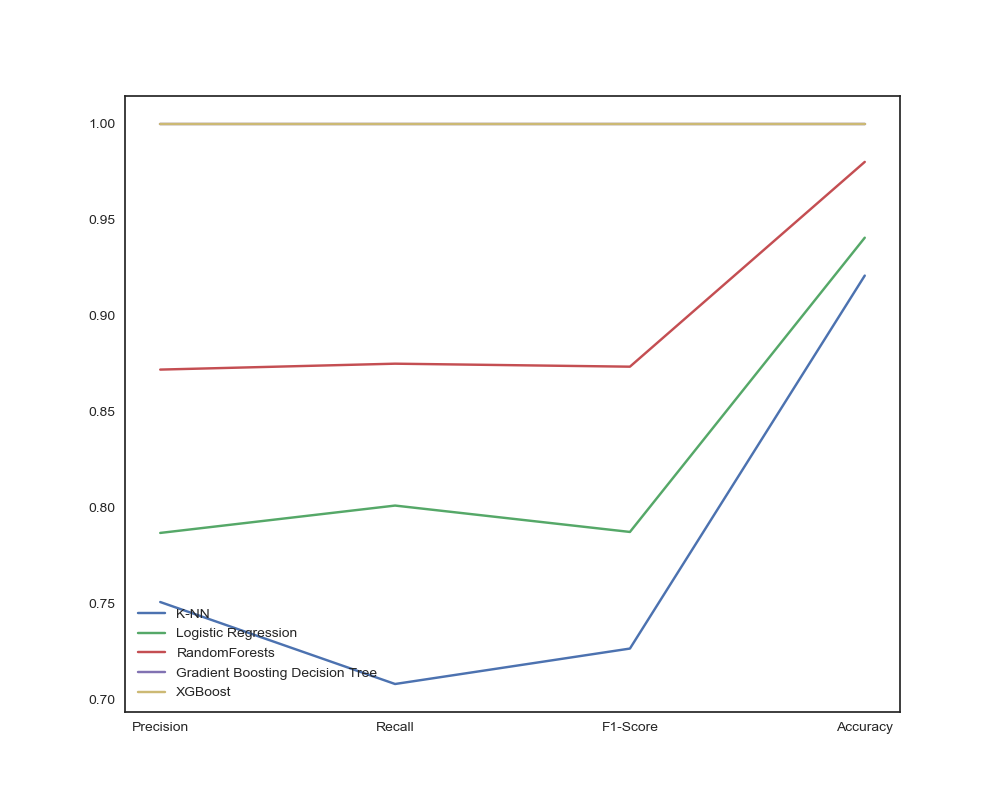 1.00
0.95
0.90
0.85
0.80
0.75
0.70
K-NN
Logistic Regression
RandomForests
Gradient Boosting Decision Tree
XGBoost
Precision Recall F1-Score Accuracy